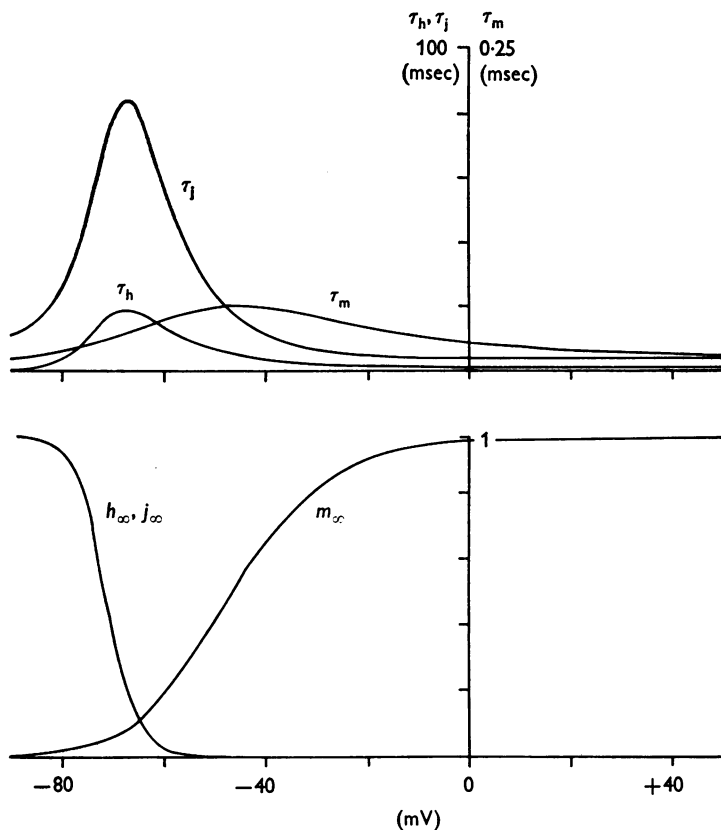 τh, τj τm
100 0·25
(msec) (msec)
τj
τh
τm
1
h∞, j∞
m∞
−80 −40 0 +40
(mV)